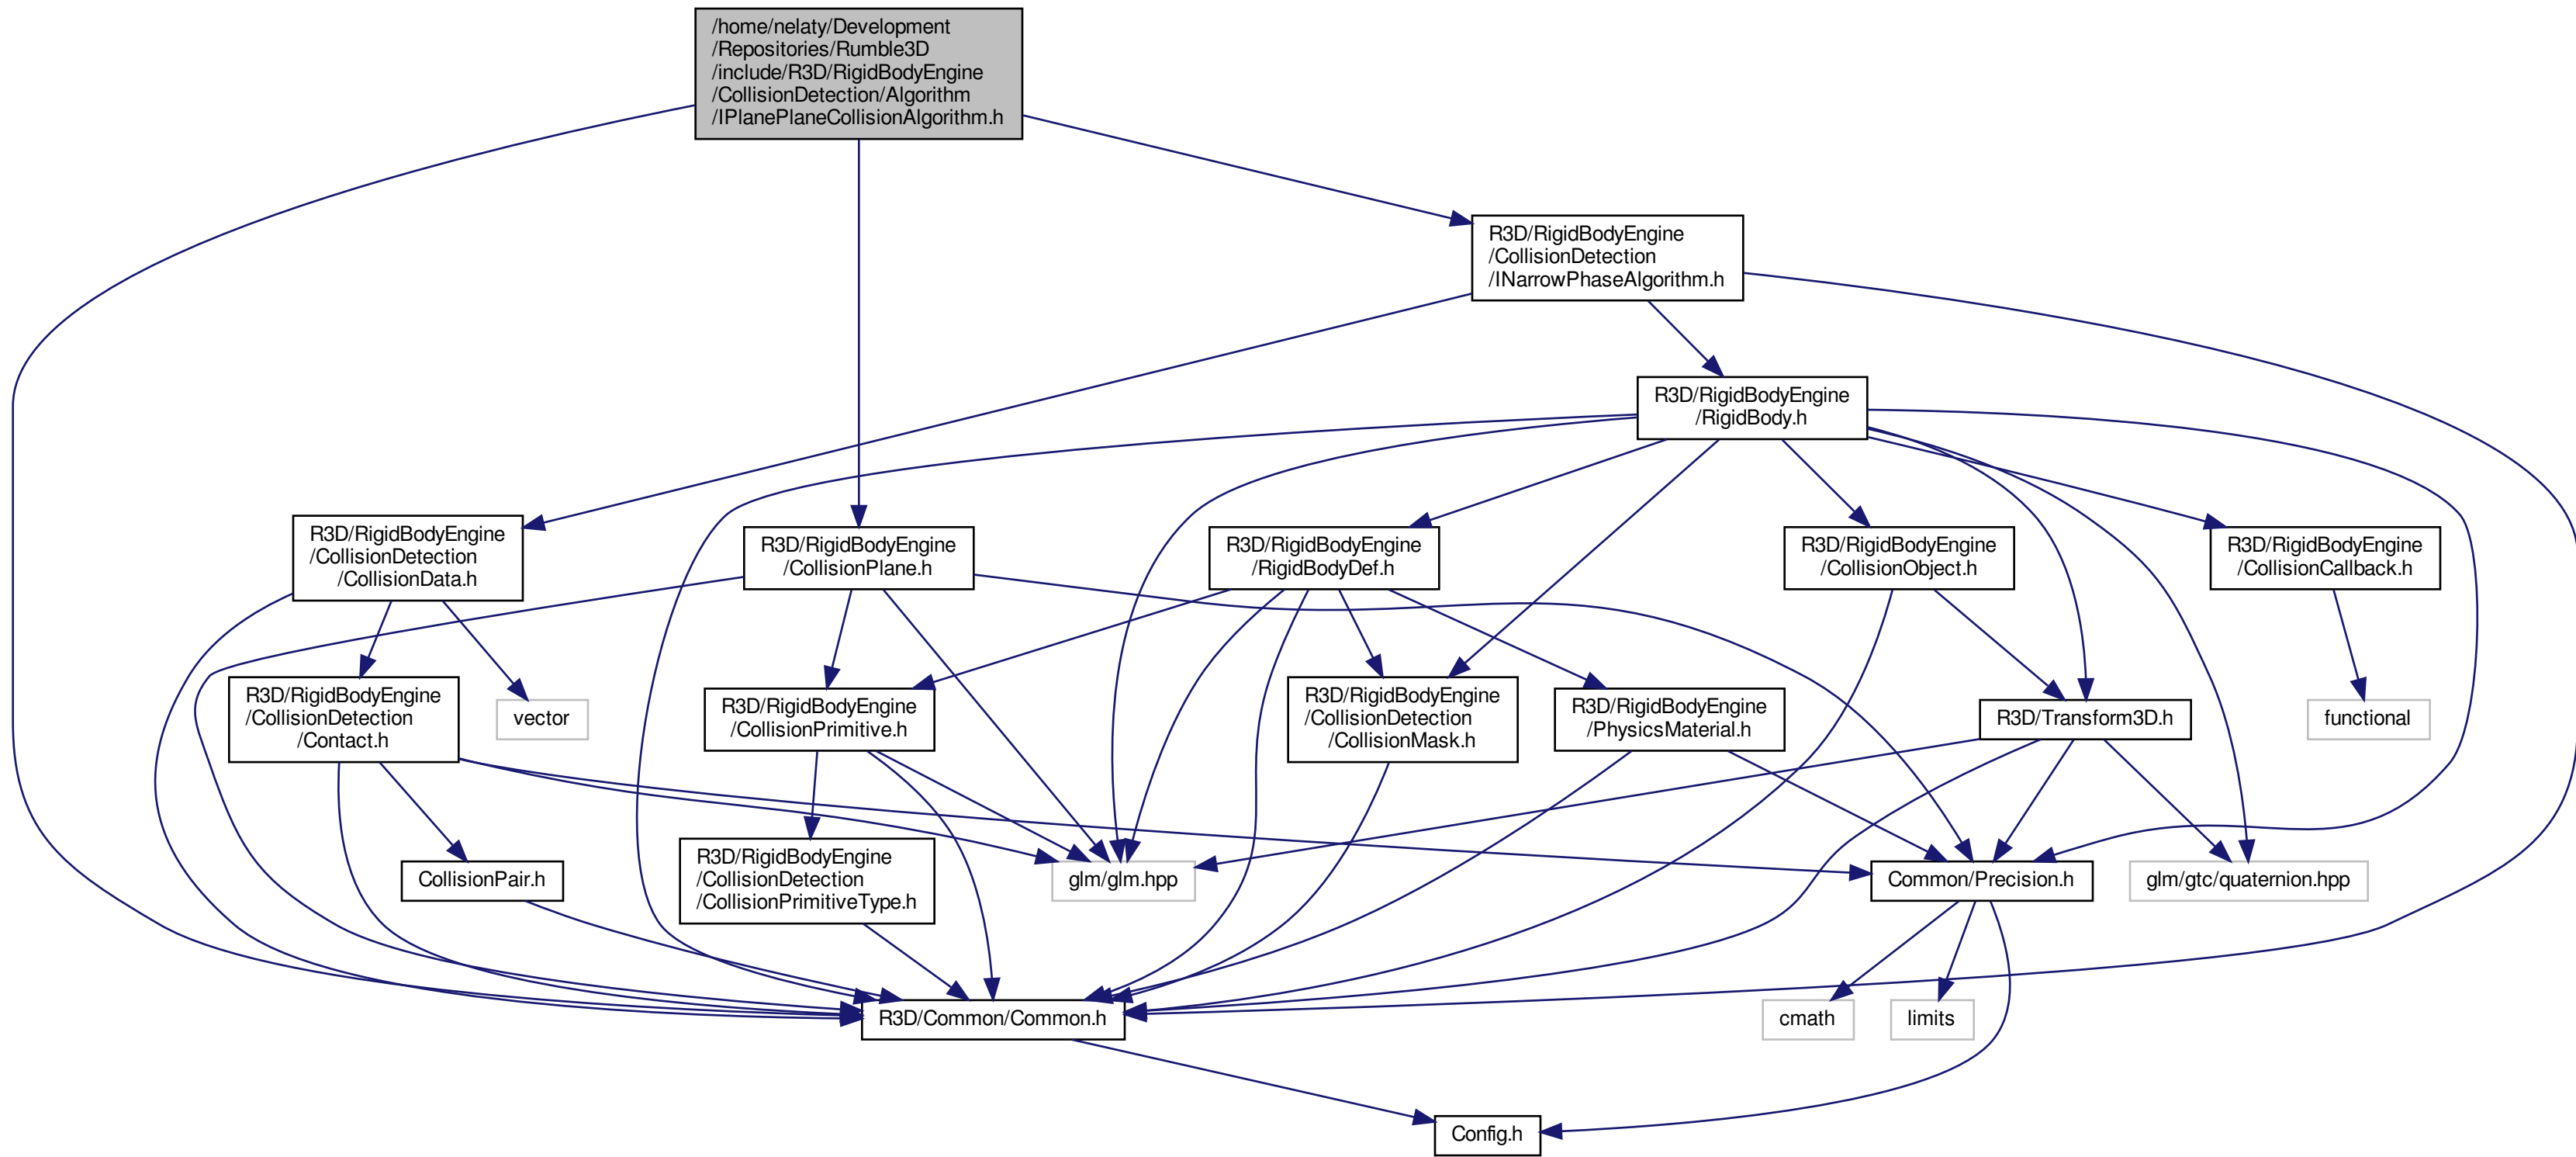 /home/nelaty/Development
/Repositories/Rumble3D
/include/R3D/RigidBodyEngine
/CollisionDetection/Algorithm
/IPlanePlaneCollisionAlgorithm.h
R3D/RigidBodyEngine
/CollisionDetection
/INarrowPhaseAlgorithm.h
R3D/RigidBodyEngine
/RigidBody.h
R3D/RigidBodyEngine
/CollisionDetection
/CollisionData.h
R3D/RigidBodyEngine
/CollisionPlane.h
R3D/RigidBodyEngine
/RigidBodyDef.h
R3D/RigidBodyEngine
/CollisionObject.h
R3D/RigidBodyEngine
/CollisionCallback.h
R3D/RigidBodyEngine
/CollisionDetection
/Contact.h
vector
R3D/RigidBodyEngine
/CollisionPrimitive.h
R3D/RigidBodyEngine
/CollisionDetection
/CollisionMask.h
R3D/RigidBodyEngine
/PhysicsMaterial.h
R3D/Transform3D.h
functional
CollisionPair.h
R3D/RigidBodyEngine
/CollisionDetection
/CollisionPrimitiveType.h
glm/glm.hpp
Common/Precision.h
glm/gtc/quaternion.hpp
R3D/Common/Common.h
cmath
limits
Config.h